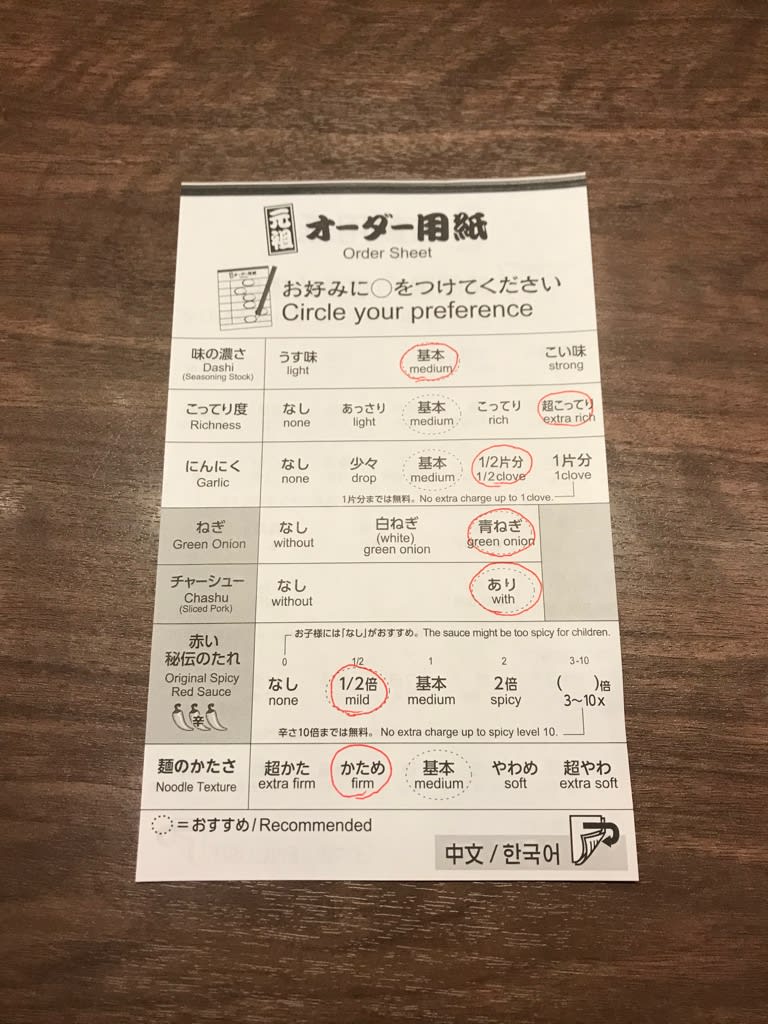 元祖 オーダー用紙
Order Sheet
お好みに○をつけてください
Circle your preference
味の濃さ うす味 基本 こい味
Dashi light medium strong
(Seasoning Stock)
こってり度 なし あっさり 基本 こってり 超こってり
Richness none light medium rich extra rich
にんにく なし 少々 基本 1/2片分 1片分
Garlic none drop medium 1/2clove 1clove
1片分までは無料。No extra charge up to 1clove.
ねぎ なし 白ねぎ 青ねぎ
Green Onion without (white) green onion green onion
チャーシュー なし あり
Chashu without with
(Sliced Pork)
お子様には「なし」がおすすめ。The sauce might be too spicy for children.
赤い
秘伝のたれ
Original Spicy
Red Sauce
辛
0 1/2 1 2 3-10
なし 1/2倍 基本 2倍 ( )倍
none mild medium spicy 3〜10x
辛さ10倍までは無料。No extra charge up to spicy level 10.
麺のかたさ 超かた かため 基本 やわめ 超やわ
Noodle Texture extra firm firm medium soft extra soft
=おすすめ/Recommended
中文 / 한국어